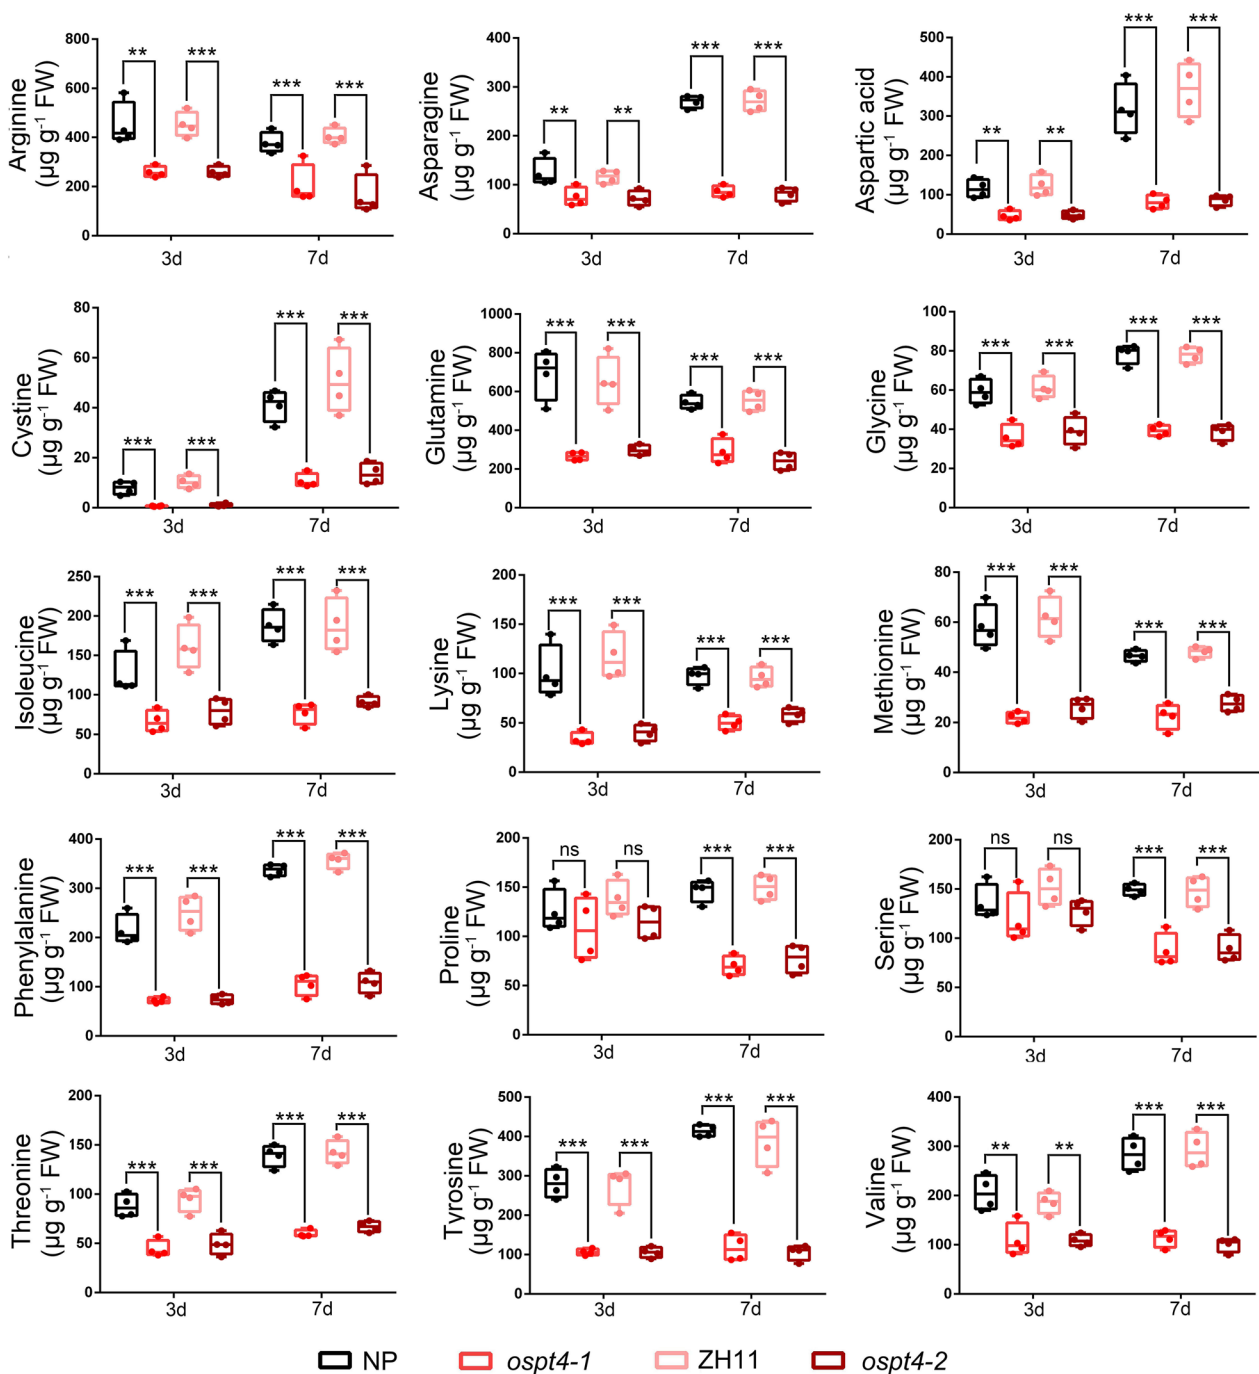 Arginine
(µg g⁻¹ FW)
800
600
400
200
0
**
***
***
***
3d
7d
Asparagine
(µg g⁻¹ FW)
400
300
200
100
0
**
**
***
***
3d
7d
Aspartic acid
(µg g⁻¹ FW)
500
400
300
200
100
0
**
**
***
***
3d
7d
Cystine
(µg g⁻¹ FW)
80
60
40
20
0
***
***
***
***
3d
7d
Glutamine
(µg g⁻¹ FW)
1000
800
600
400
200
0
***
***
***
***
3d
7d
Glycine
(µg g⁻¹ FW)
100
80
60
40
20
0
***
***
***
***
3d
7d
Isoleucine
(µg g⁻¹ FW)
250
200
150
100
50
0
***
***
***
***
3d
7d
Lysine
(µg g⁻¹ FW)
200
150
100
50
0
***
***
***
***
3d
7d
Methionine
(µg g⁻¹ FW)
80
60
40
20
0
***
***
***
***
3d
7d
Phenylalanine
(µg g⁻¹ FW)
400
300
200
100
0
***
***
***
***
3d
7d
Proline
(µg g⁻¹ FW)
200
150
100
50
0
ns
ns
***
***
3d
7d
Serine
(µg g⁻¹ FW)
200
150
100
50
0
ns
ns
***
***
3d
7d
Threonine
(µg g⁻¹ FW)
200
150
100
50
0
***
***
***
***
3d
7d
Tyrosine
(µg g⁻¹ FW)
500
400
300
200
100
0
***
***
***
***
3d
7d
Valine
(µg g⁻¹ FW)
400
300
200
100
0
**
**
***
***
3d
7d
NP ospt4-1 ZH11 ospt4-2